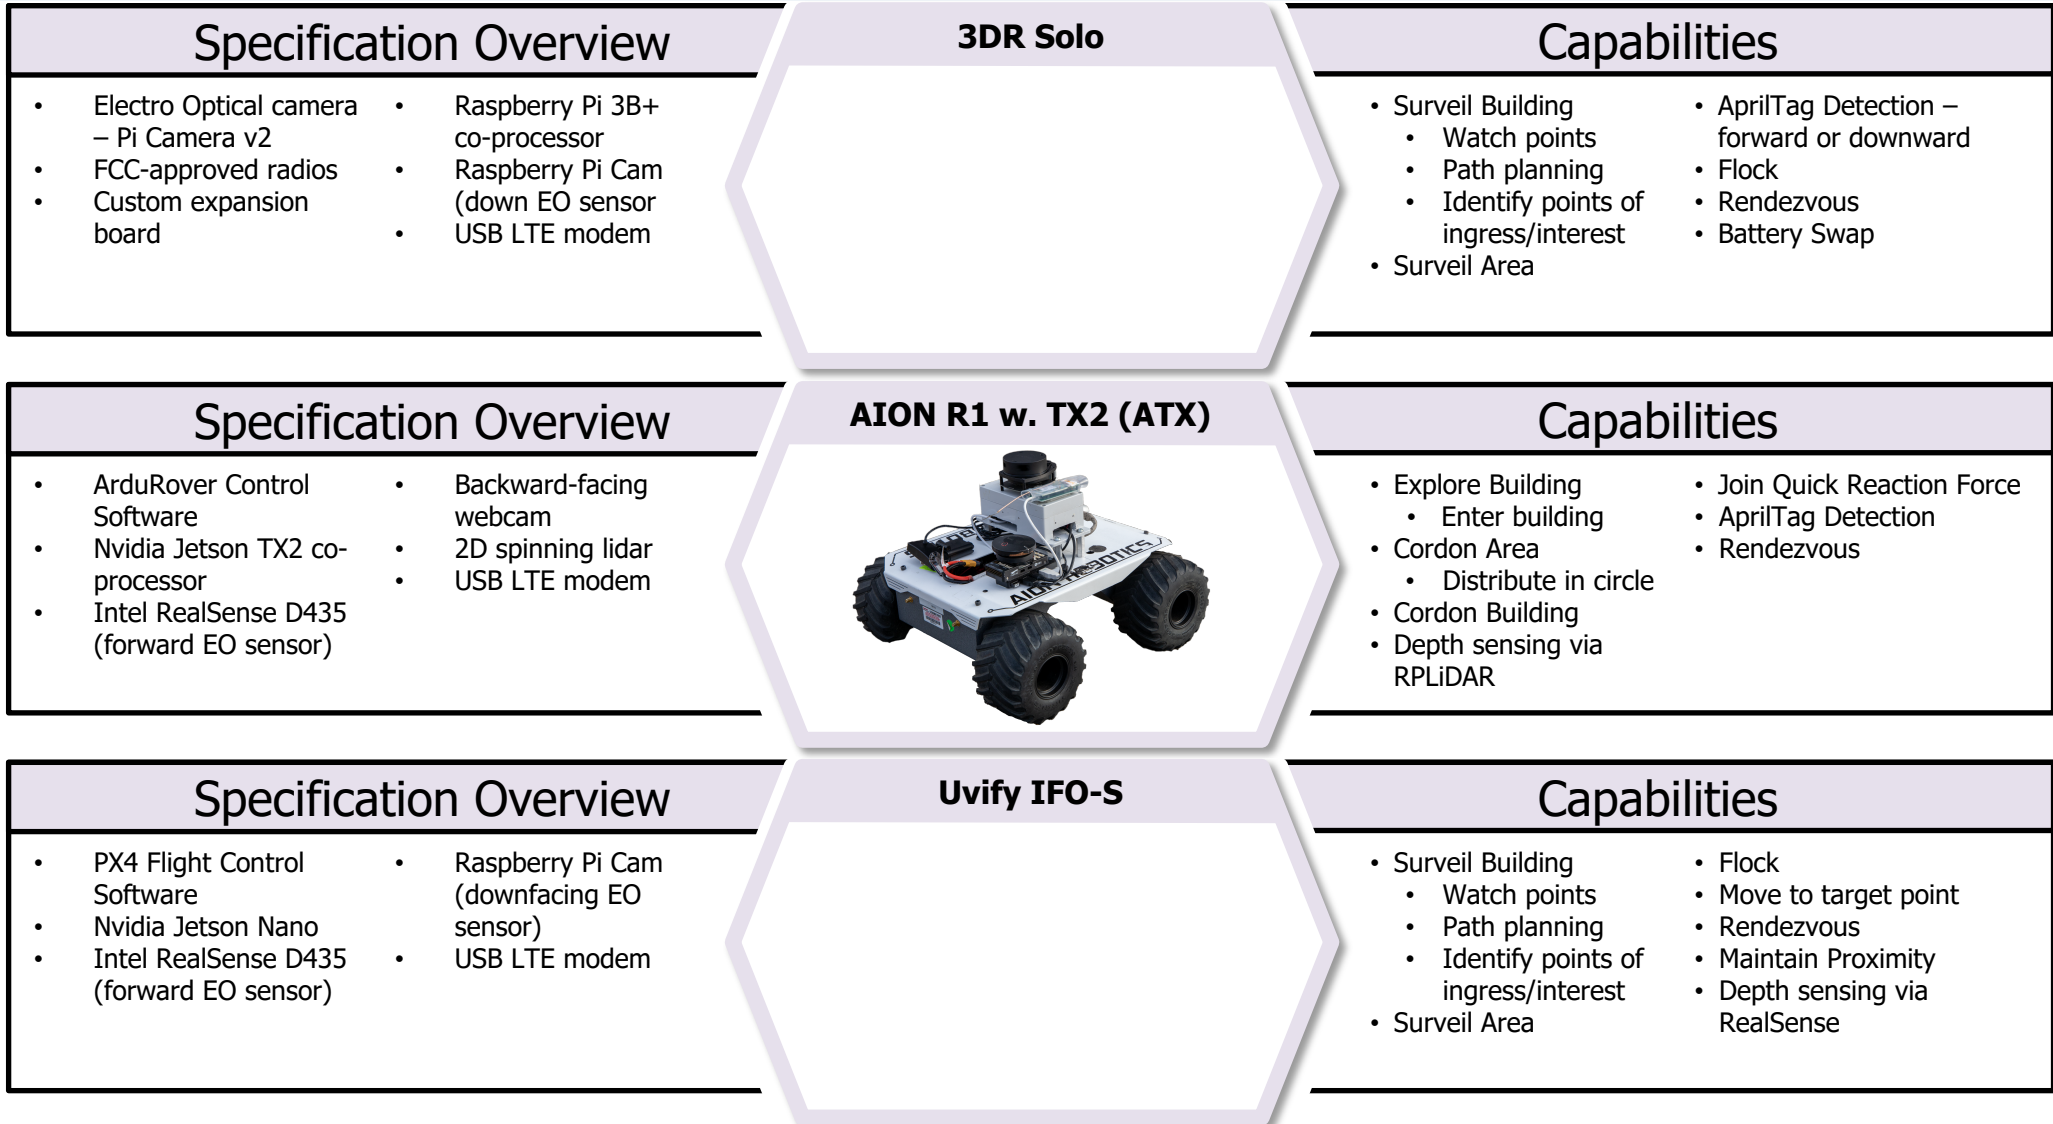 Specification Overview
3DR Solo
Capabilities
• Electro Optical camera
– Pi Camera v2
• FCC-approved radios
• Custom expansion
board
• Raspberry Pi 3B+
co-processor
• Raspberry Pi Cam
(down EO sensor
• USB LTE modem
• Surveil Building
• Watch points
• Path planning
• Identify points of
ingress/interest
• Surveil Area
• AprilTag Detection –
forward or downward
• Flock
• Rendezvous
• Battery Swap
Specification Overview
AION R1 w. TX2 (ATX)
Capabilities
• ArduRover Control
Software
• Nvidia Jetson TX2 co-
processor
• Intel RealSense D435
(forward EO sensor)
• Backward-facing
webcam
• 2D spinning lidar
• USB LTE modem
• Explore Building
• Enter building
• Cordon Area
• Distribute in circle
• Cordon Building
• Depth sensing via
RPLiDAR
• Join Quick Reaction Force
• AprilTag Detection
• Rendezvous
Specification Overview
Uvify IFO-S
Capabilities
• PX4 Flight Control
Software
• Nvidia Jetson Nano
• Intel RealSense D435
(forward EO sensor)
• Raspberry Pi Cam
(downfacing EO
sensor)
• USB LTE modem
• Surveil Building
• Watch points
• Path planning
• Identify points of
ingress/interest
• Surveil Area
• Flock
• Move to target point
• Rendezvous
• Maintain Proximity
• Depth sensing via
RealSense